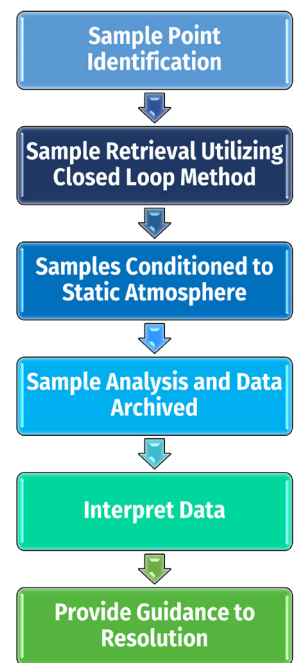 Sample Point
Identification
Sample Retrieval Utilizing
Closed Loop Method
Samples Conditioned to
Static Atmosphere
Sample Analysis and Data
Archived
Interpret Data
Provide Guidance to
Resolution